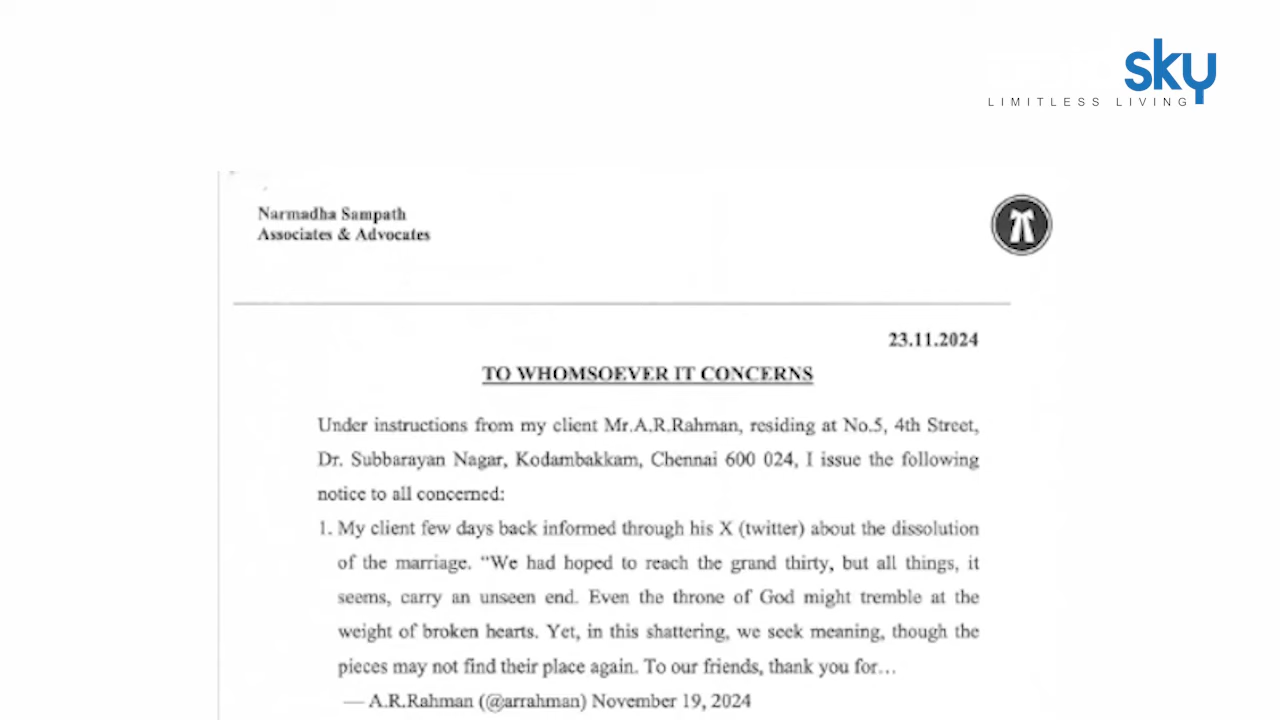 sky
LIMITLESS LIVING
Narmadha Sampath
Associates & Advocates
23.11.2024
TO WHOMSOEVER IT CONCERNS
Under instructions from my client Mr.A.R.Rahman, residing at No.5, 4th Street,
Dr. Subbarayan Nagar, Kodambakkam, Chennai 600 024, I issue the following
notice to all concerned:
1. My client few days back informed through his X (twitter) about the dissolution
of the marriage. “We had hoped to reach the grand thirty, but all things, it
seems, carry an unseen end. Even the throne of God might tremble at the
weight of broken hearts. Yet, in this shattering, we seek meaning, though the
pieces may not find their place again. To our friends, thank you for…
— A.R.Rahman (@arrahman) November 19, 2024